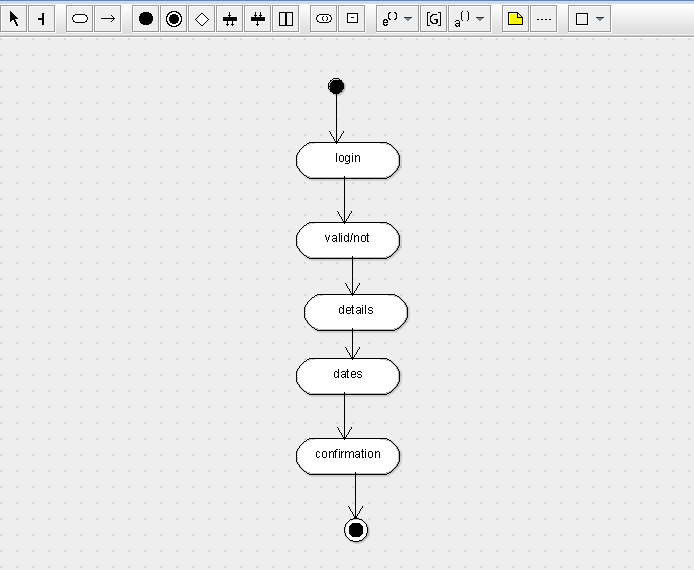 e()
[G]
a()
login
valid/not
details
dates
confirmation